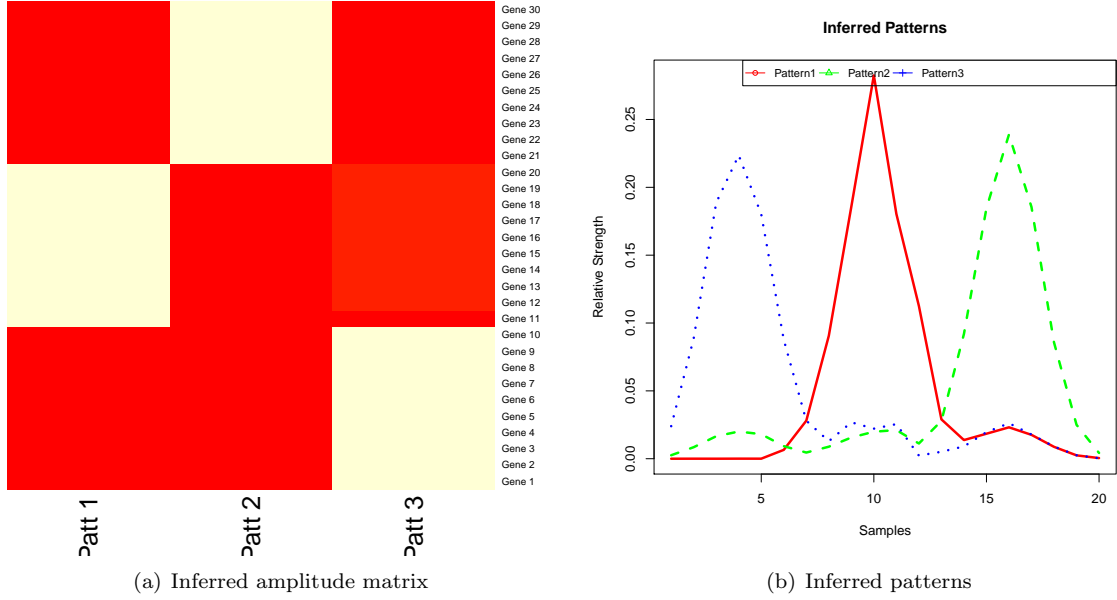 Gene 30
Gene 29
Gene 28
Gene 27
Gene 26
Gene 25
Gene 24
Gene 23
Gene 22
Gene 21
Gene 20
Gene 19
Gene 18
Gene 17
Gene 16
Gene 15
Gene 14
Gene 13
Gene 12
Gene 11
Gene 10
Gene 9
Gene 8
Gene 7
Gene 6
Gene 5
Gene 4
Gene 3
Gene 2
Gene 1
Patt 1
Patt 2
Patt 3
(a) Inferred amplitude matrix
Inferred Patterns
Pattern1 Pattern2 Pattern3
Relative Strength
0.25
0.20
0.15
0.10
0.05
0.00
5 10 15 20
Samples
(b) Inferred patterns